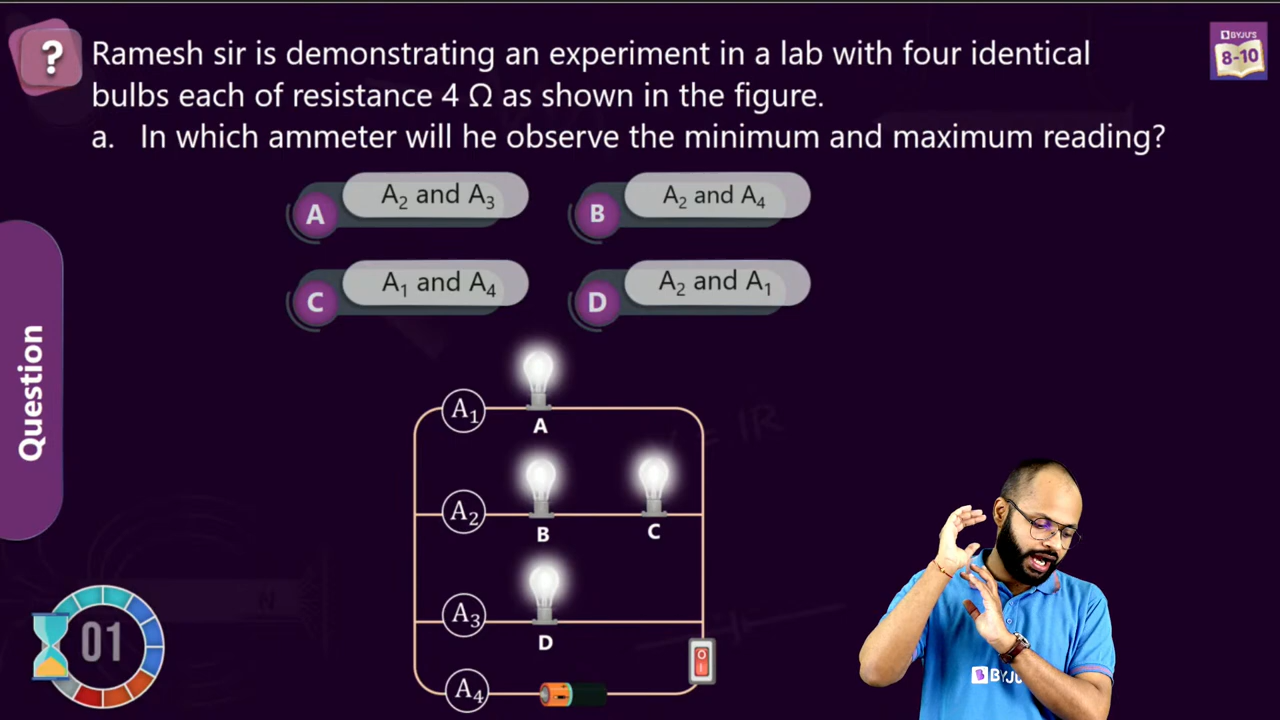 ?
Ramesh sir is demonstrating an experiment in a lab with four identical
bulbs each of resistance 4 Ω as shown in the figure.
a. In which ammeter will he observe the minimum and maximum reading?
BYJU'S
8-10
A A₂ and A₃
B A₂ and A₄
C A₁ and A₄
D A₂ and A₁
Question
A₁
A
A₂
B
C
A₃
D
A₄
O
I
01
N
= IR
BYJU